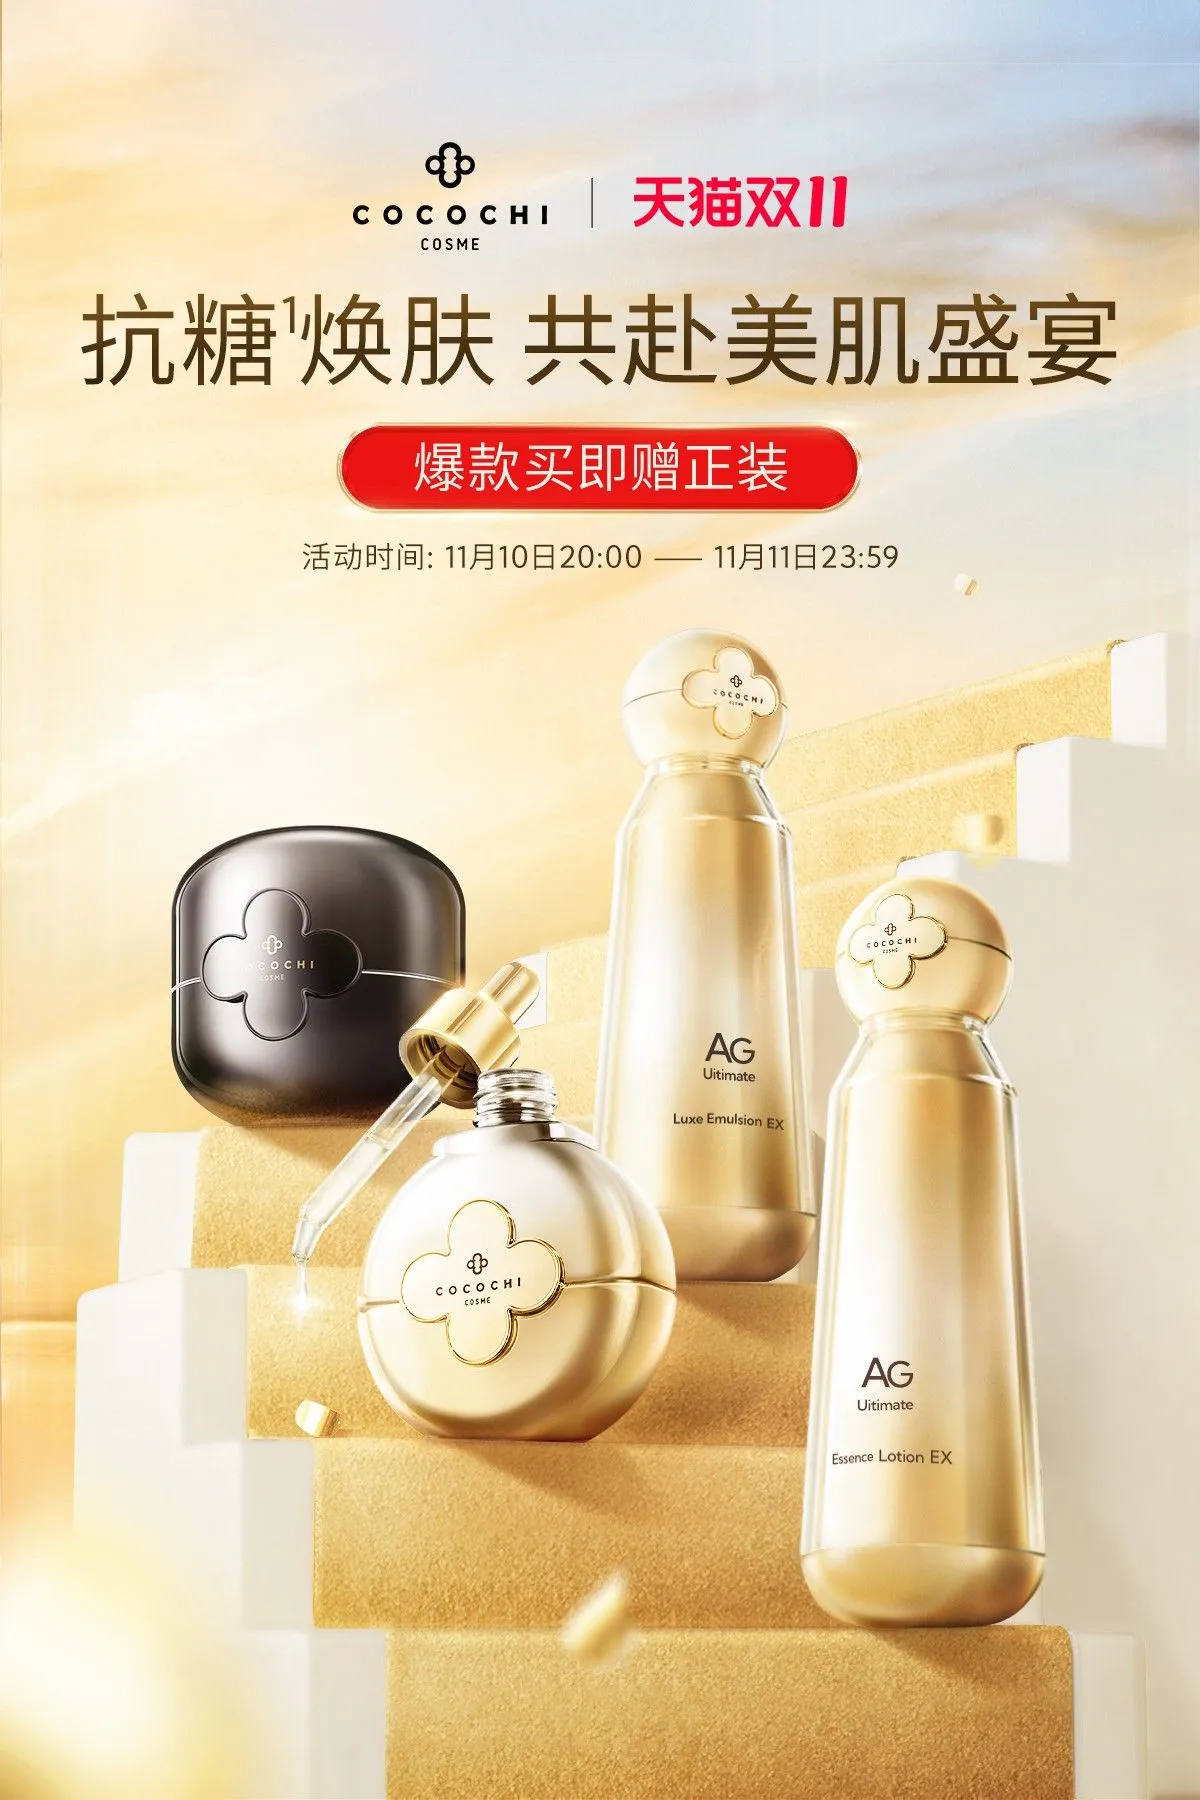 COCOCHI
COSME
天猫双11
抗糖¹焕肤 共赴美肌盛宴
爆款买即赠正装
活动时间: 11月10日20:00 —— 11月11日23:59
COCOCHI
COSME
COCOCHI
COSME
COCOCHI
COSME
AG
Uitimate
Luxe Emulsion EX
COCOCHI
COSME
AG
Uitimate
Essence Lotion EX